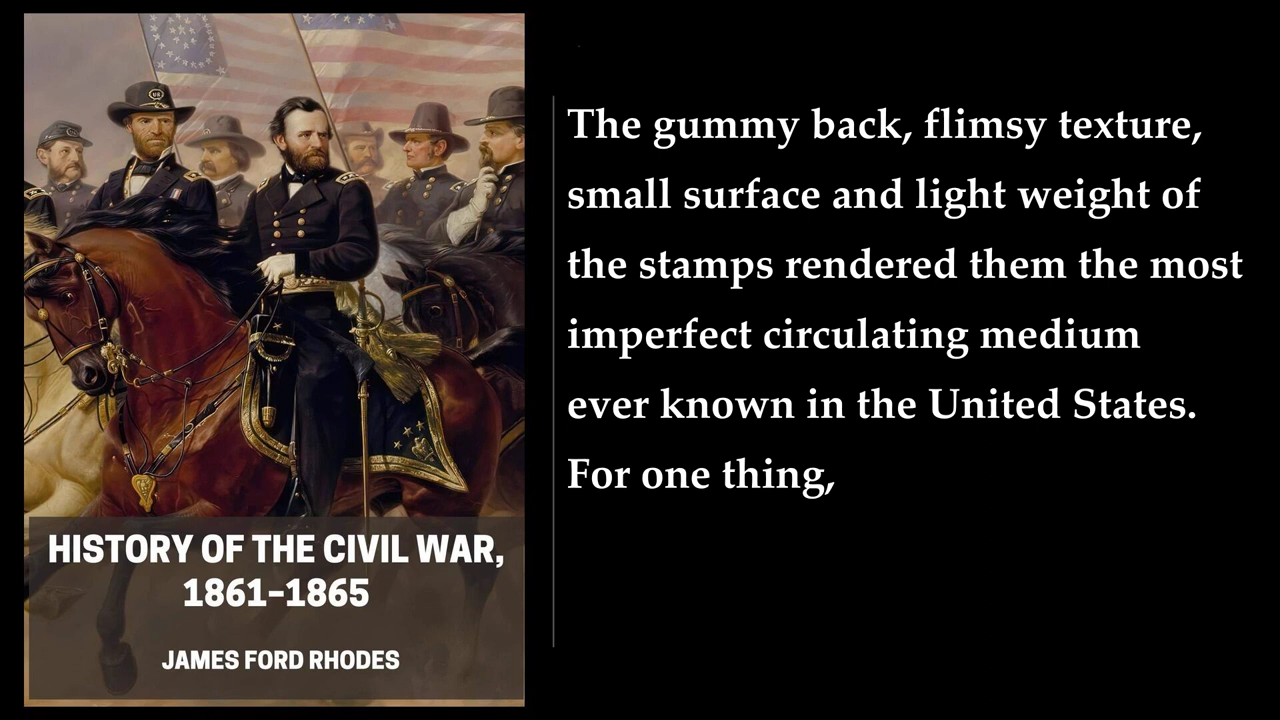 HISTORY OF THE CIVIL WAR,
1861–1865
JAMES FORD RHODES
The gummy back, flimsy texture,
small surface and light weight of
the stamps rendered them the most
imperfect circulating medium
ever known in the United States.
For one thing,